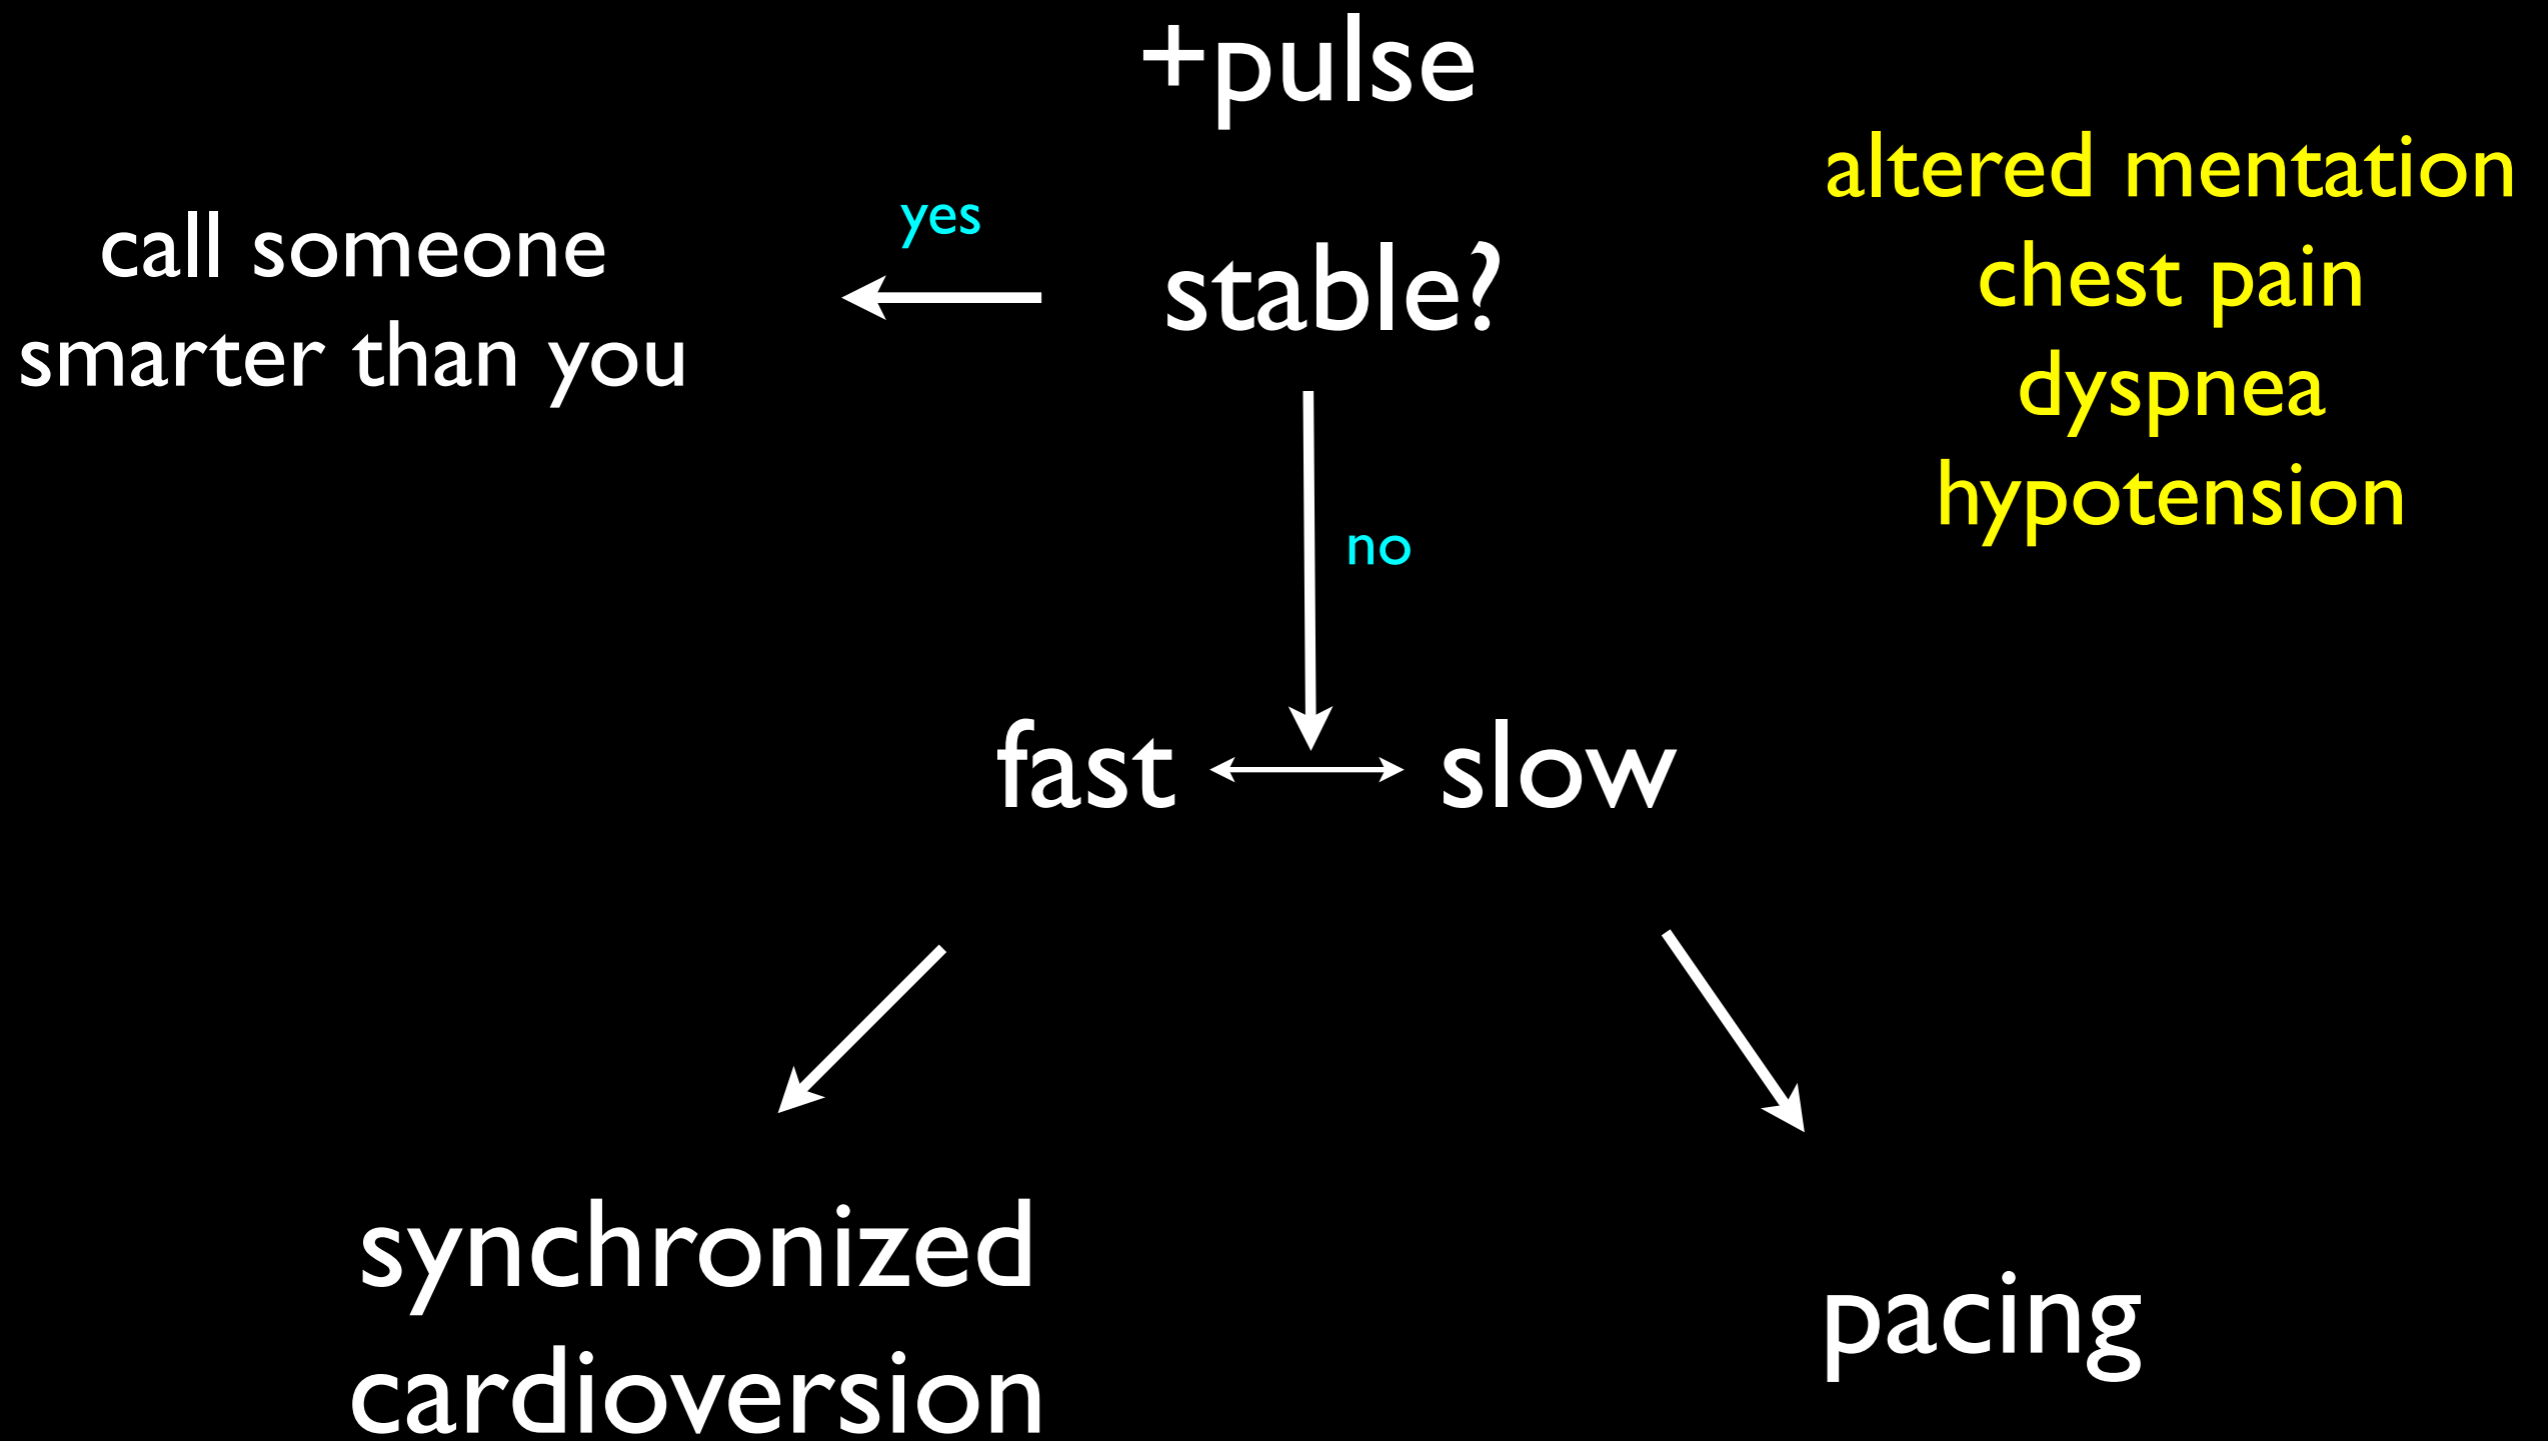 +pulse
stable?
yes
call someone
smarter than you
altered mentation
chest pain
dyspnea
hypotension
no
fast
slow
synchronized
cardioversion
pacing